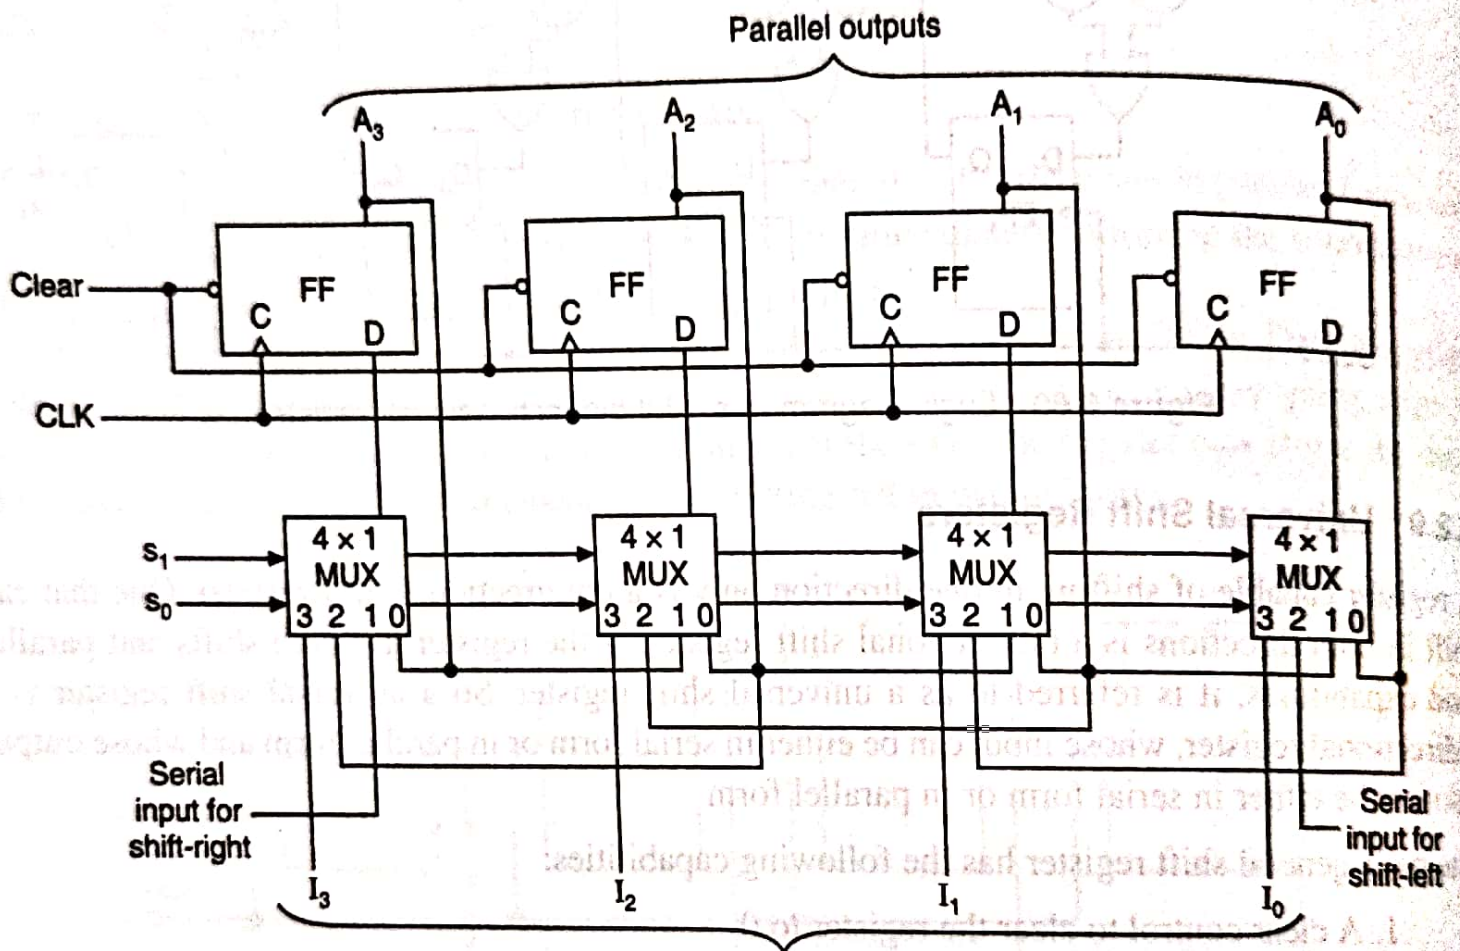 Parallel outputs
A₃ A₂ A₁ A₀
Clear
FF FF FF FF
C D C D C D C D
CLK
s₁
s₀
4 x 1 MUX
3 2 1 0
4 x 1 MUX
3 2 1 0
4 x 1 MUX
3 2 1 0
4 x 1 MUX
3 2 1 0
Serial input for shift-right
Serial input for shift-left
I₃ I₂ I₁ I₀